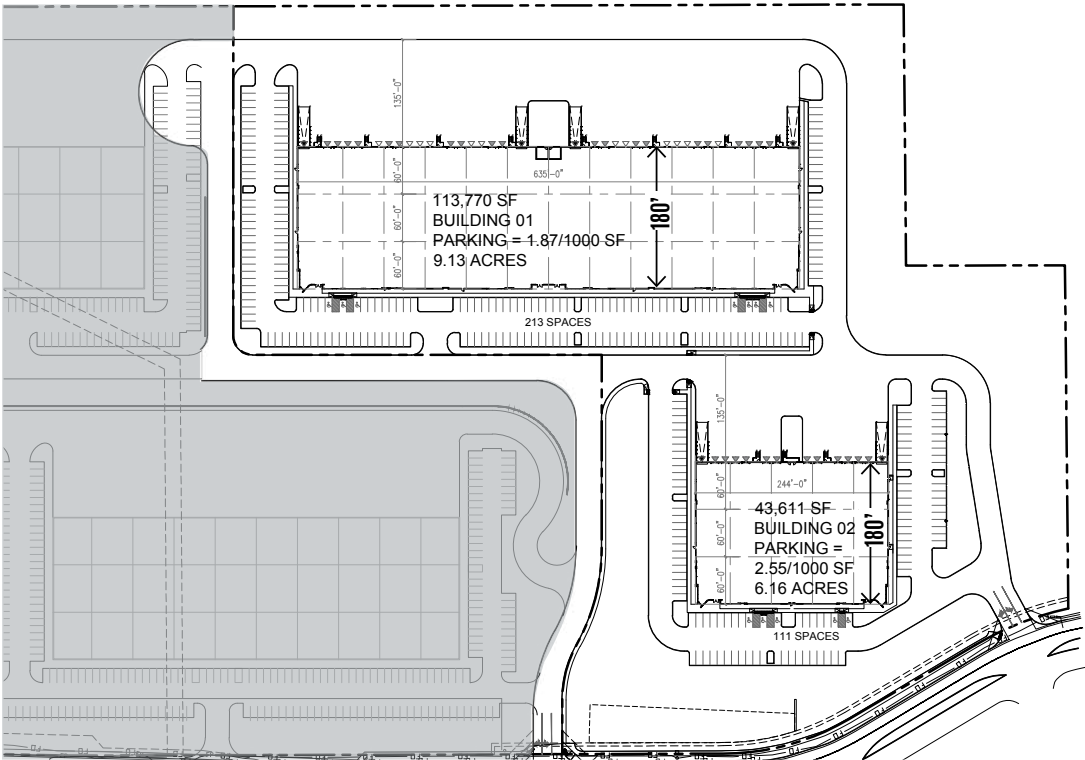 135'-0"
635'-0"
60'-0"
60'-0"
60'-0"
180'
113,770 SF
BUILDING 01
PARKING = 1.87/1000 SF
9.13 ACRES
213 SPACES
135'-0"
244'-0"
60'-0"
60'-0"
60'-0"
180'
43,611 SF
BUILDING 02
PARKING =
2.55/1000 SF
6.16 ACRES
111 SPACES